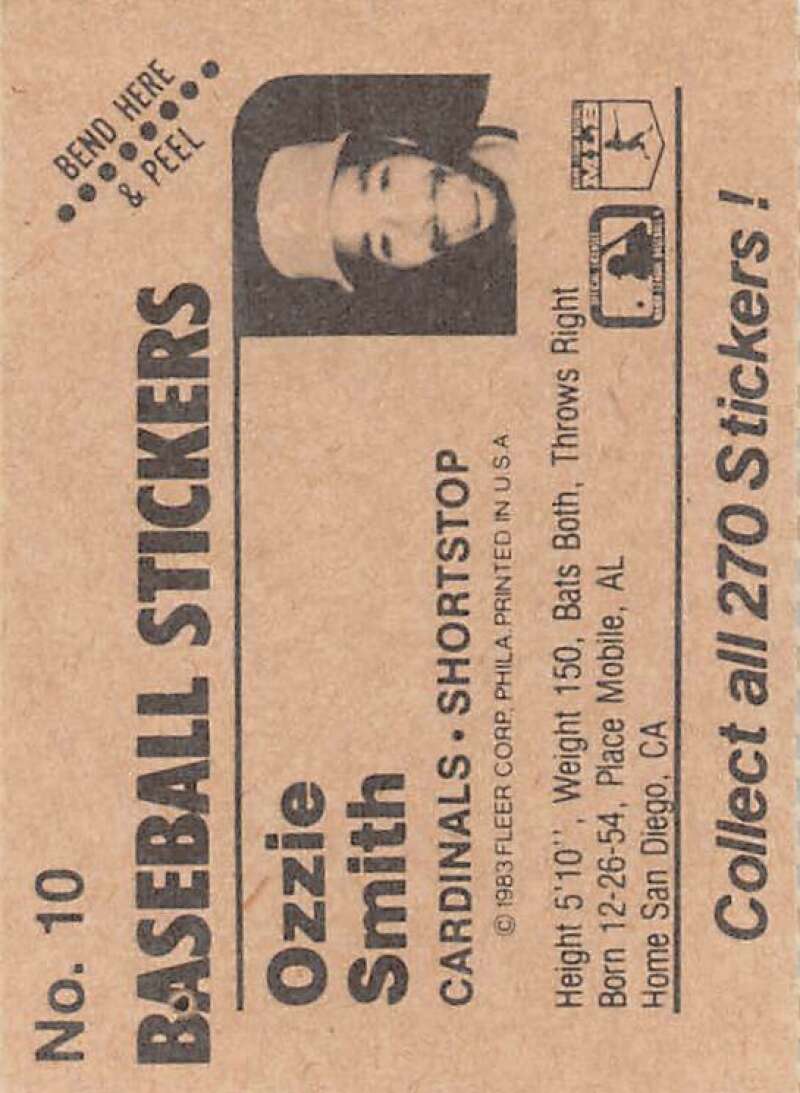 No. 10
BEND HERE
& PEEL
BASEBALL STICKERS
Ozzie
Smith
CARDINALS • SHORTSTOP
© 1983 FLEER CORP. PHILA. PRINTED IN U S A
Height 5'10'', Weight 150, Bats Both, Throws Right
Born 12-26-54, Place Mobile, AL
Home San Diego, CA
Collect all 270 Stickers!